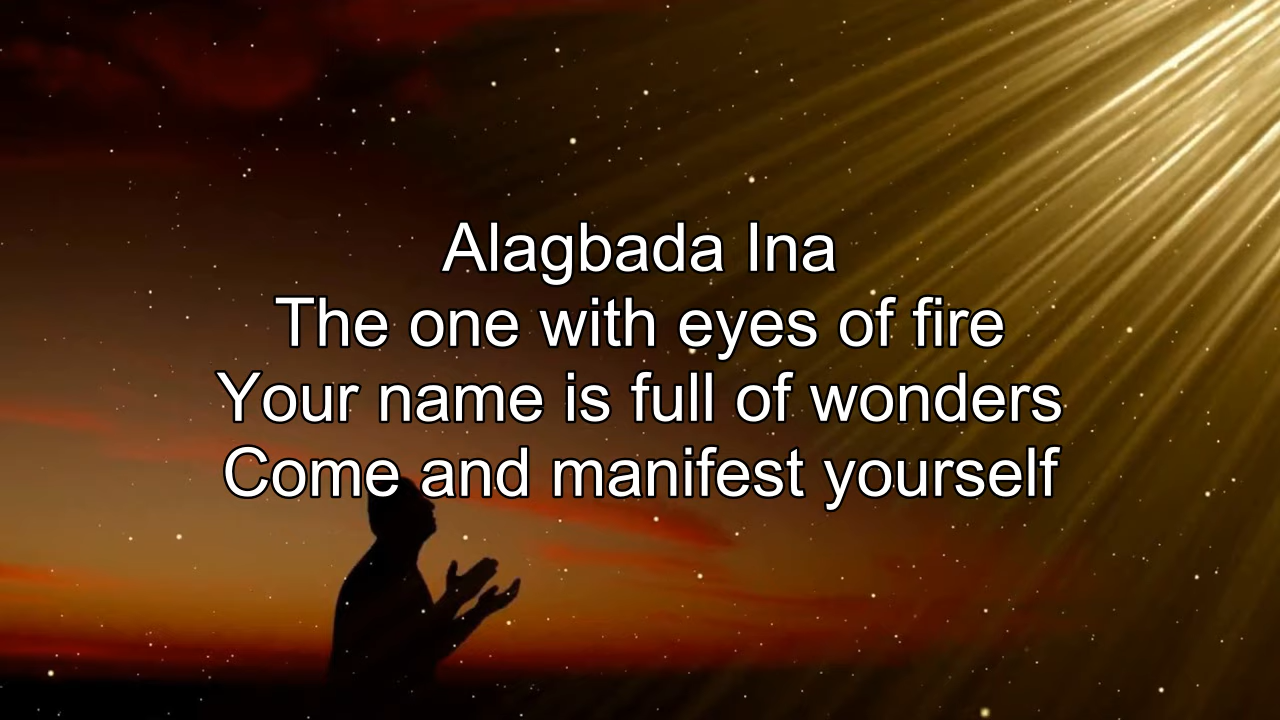 Alagbada Ina
The one with eyes of fire
Your name is full of wonders
Come and manifest yourself